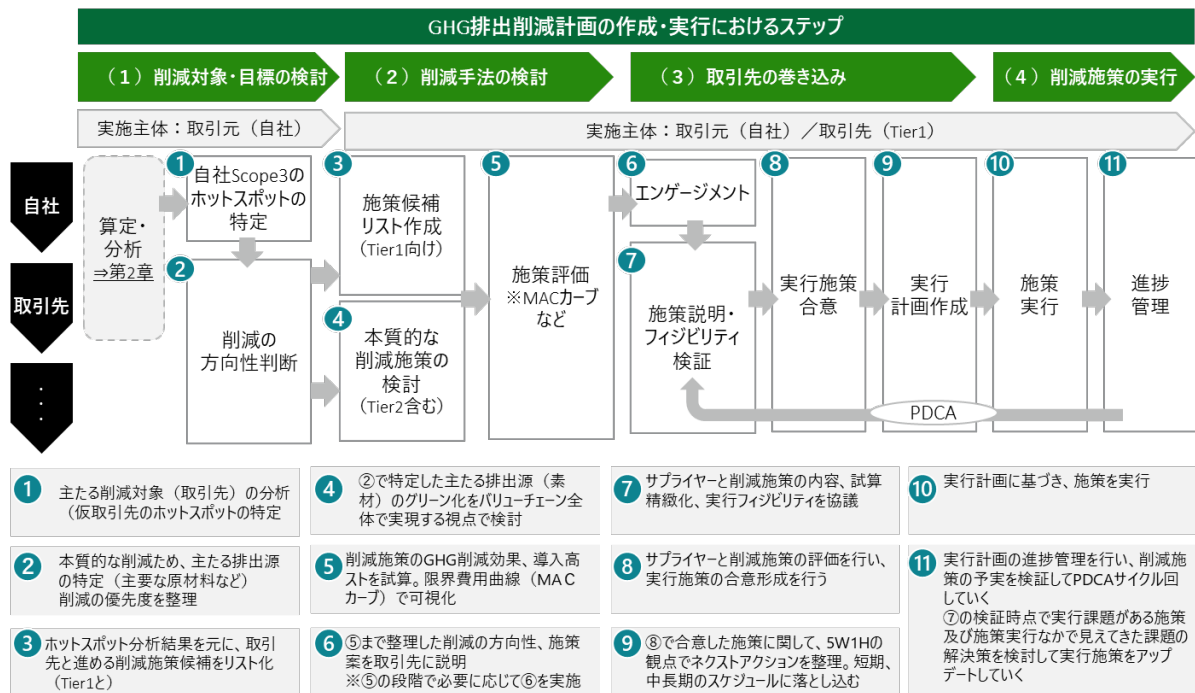 GHG排出削減計画の作成・実行におけるステップ
（１）削減対象・目標の検討
（２）削減手法の検討
（３）取引先の巻き込み
（４）削減施策の実行
実施主体：取引元（自社）
実施主体：取引元（自社）／取引先（Tier1）
自社
取引先
・
・
・
算定・
分析
⇒第2章
1
自社Scope3の
ホットスポットの
特定
2
削減の
方向性判断
3
施策候補
リスト作成
(Tier1向け)
4
本質的な
削減施策の
検討
(Tier2含む)
5
施策評価
※MACカーブ
など
6
エンゲージメント
7
施策説明・
フィジビリティ
検証
8
実行施策
合意
9
実行
計画作成
10
施策
実行
11
進捗
管理
PDCA
1
主たる削減対象（取引先）の分析
（仮取引先のホットスポットの特定
2
本質的な削減ため、主たる排出源
の特定（主要な原材料など）
削減の優先度を整理
3
ホットスポット分析結果を元に、取引
先と進める削減施策候補をリスト化
（Tier1と）
4
②で特定した主たる排出源（素
材）のグリーン化をバリューチェーン全
体で実現する視点で検討
5
削減施策のGHG削減効果、導入高
ストを試算。限界費用曲線（MAC
カーブ）で可視化
6
⑤まで整理した削減の方向性、施策
案を取引先に説明
※⑤の段階で必要に応じて⑥を実施
7
サプライヤーと削減施策の内容、試算
精緻化、実行フィジビリティを協議
8
サプライヤーと削減施策の評価を行い、
実行施策の合意形成を行う
9
⑧で合意した施策に関して、5W1Hの
観点でネクストアクションを整理。短期、
中長期のスケジュールに落とし込む
10
実行計画に基づき、施策を実行
11
実行計画の進捗管理を行い、削減施
策の予実を検証してPDCAサイクル回
していく
⑦の検証時点で実行課題がある施策
及び施策実行なかで見えてきた課題の
解決策を検討して実行施策をアップ
デートしていく